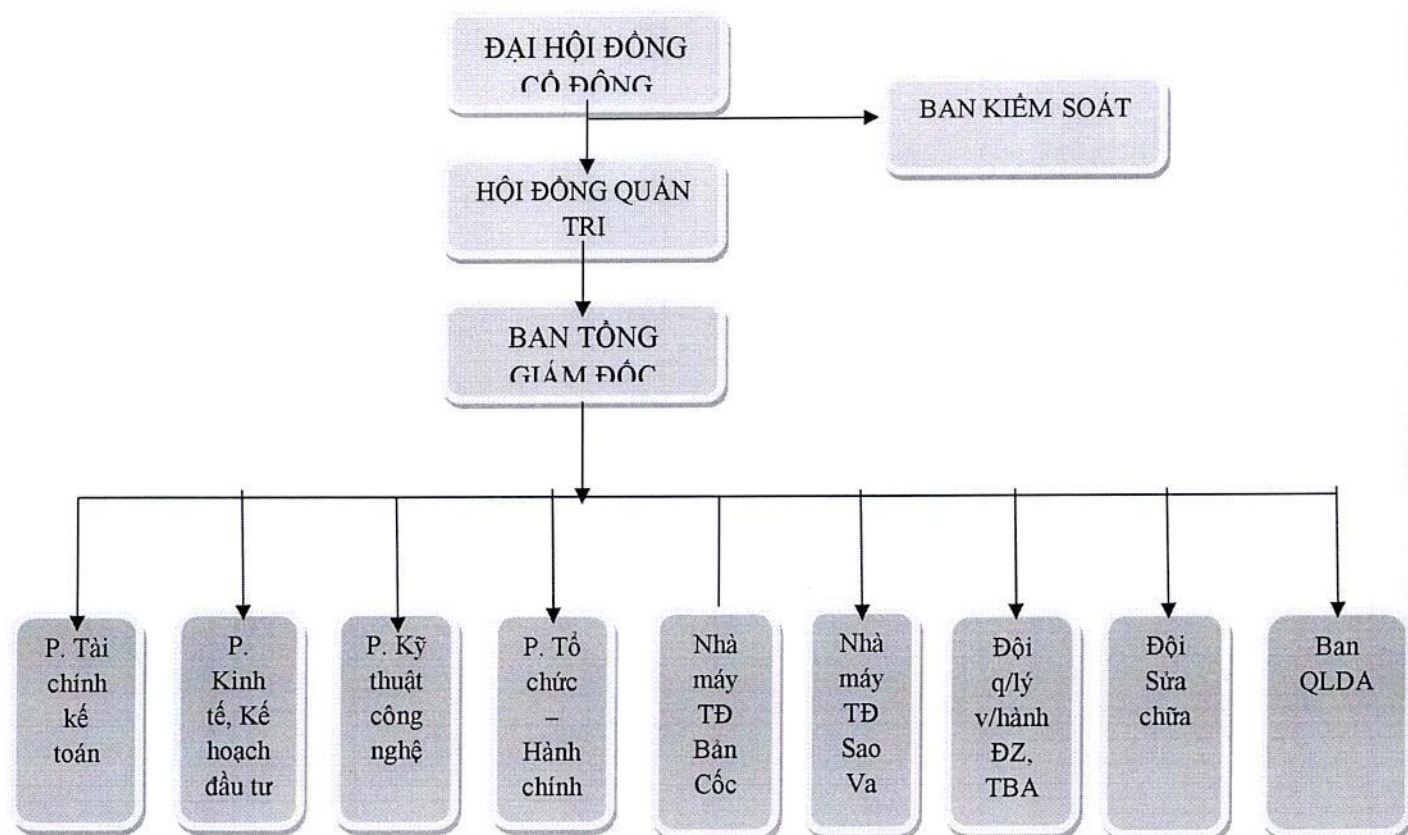 ĐẠI HỘI ĐỒNG
CỔ ĐÔNG
BAN KIỂM SOÁT
HỘI ĐỒNG QUẢN
TRỊ
BAN TỔNG
GIÁM ĐỐC
P. Tài
chính
kế
toán
P.
Kinh
tế, Kế
hoạch
đầu tư
P. Kỹ
thuật
công
nghệ
P. Tổ
chức
–
Hành
chính
Nhà
máy
TĐ
Bản
Cốc
Nhà
máy
TĐ
Sao
Va
Đội
q/lý
v/hành
ĐZ,
TBA
Đội
Sửa
chữa
Ban
QLDA